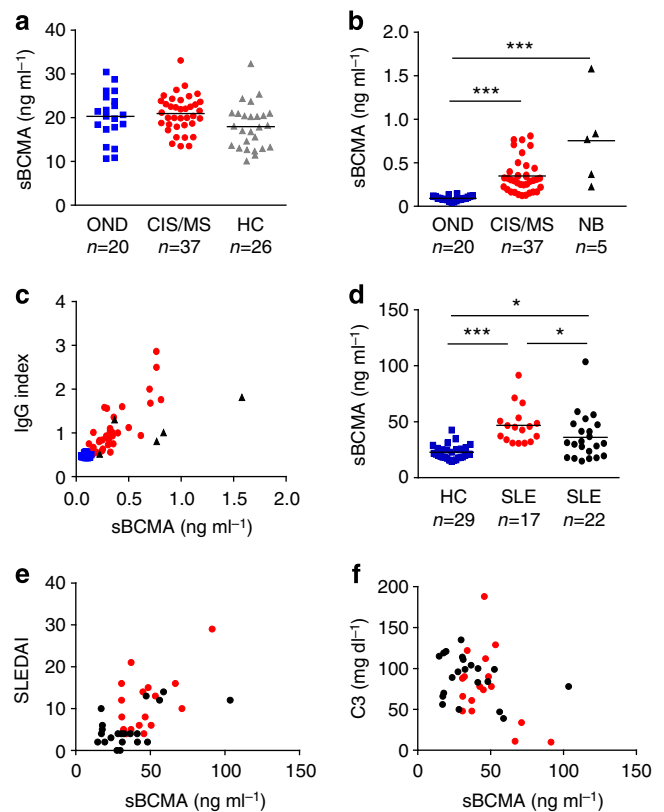 a
sBCMA (ng ml⁻¹)
40
30
20
10
0
OND CIS/MS HC
n=20 n=37 n=26
b
sBCMA (ng ml⁻¹)
2.0
1.5
1.0
0.5
0
***
***
OND CIS/MS NB
n=20 n=37 n=5
c
IgG index
4
3
2
1
0
0.0 0.5 1.0 1.5 2.0
sBCMA (ng ml⁻¹)
d
sBCMA (ng ml⁻¹)
150
100
50
0
*
*** *
HC SLE SLE
n=29 n=17 n=22
e
SLEDAI
40
30
20
10
0
0 50 100 150
sBCMA (ng ml⁻¹)
f
C3 (mg dl⁻¹)
200
150
100
50
0
0 50 100 150
sBCMA (ng ml⁻¹)